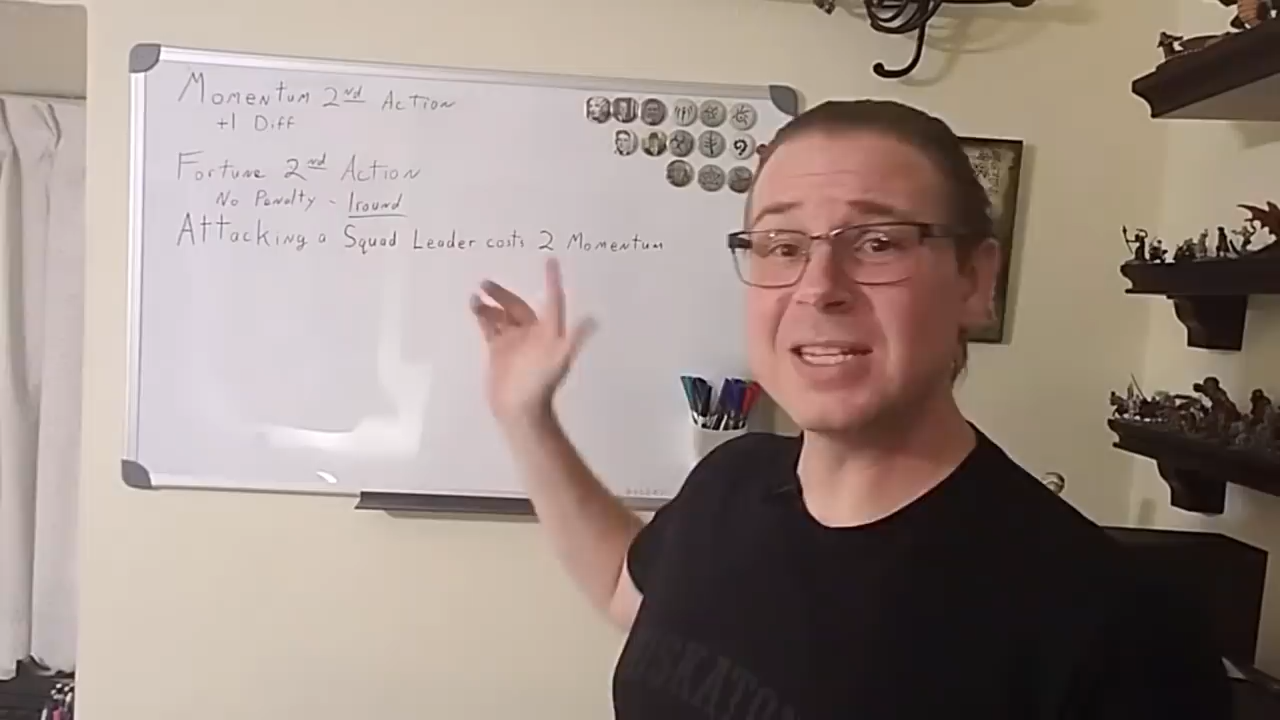 Momentum 2nd Action
+1 Diff
Fortune 2nd Action
No Penalty - 1round
Attacking a Squad Leader costs 2 Momentum